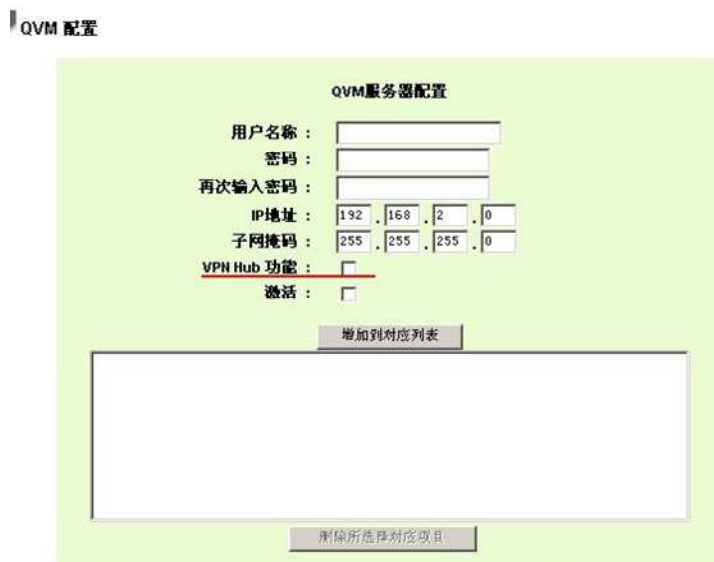 QVM 配置
QVM服务器配置
用户名称：
密码：
再次输入密码：
IP地址： 192 . 168 . 2 . 0
子网掩码： 255 . 255 . 255 . 0
VPN Hub 功能：
激活：
增加到对应列表
删除所选择对应项目